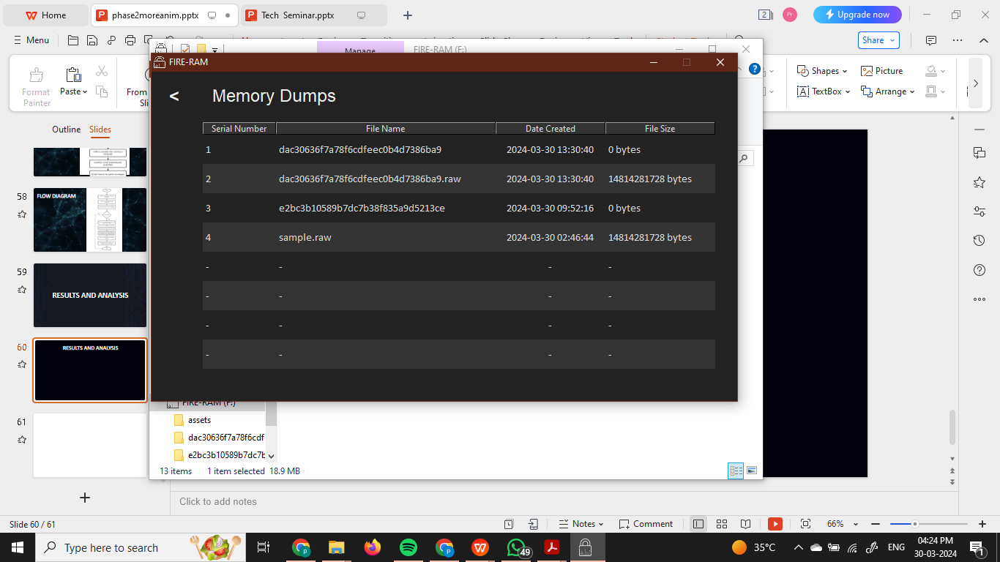 Home
phase2moreanim.pptx
Tech Seminar.pptx
2
Pr
Upgrade now
Menu
Share
Manage
FIRE-RAM (F:)
FIRE-RAM
Format
Painter
Paste
From
Shapes
Picture
TextBox
Arrange
<
Memory Dumps
Serial Number File Name Date Created File Size
1 dac30636f7a78f6cdfeec0b4d7386ba9 2024-03-30 13:30:40 0 bytes
2 dac30636f7a78f6cdfeec0b4d7386ba9.raw 2024-03-30 13:30:40 14814281728 bytes
3 e2bc3b10589b7dc7b38f835a9d5213ce 2024-03-30 09:52:16 0 bytes
4 sample.raw 2024-03-30 02:46:44 14814281728 bytes
- - - -
- - - -
- - - -
- - - -
Outline Slides
58
FLOW DIAGRAM
59
RESULTS AND ANALYSIS
60
RESULTS AND ANALYSIS
61
FIRE-RAM (F:)
assets
dac30636f7a78f6cdf
e2bc3b10589b7dc7b
13 items 1 item selected 18.9 MB
Click to add notes
Slide 60 / 61
Notes
Comment
66%
Type here to search
49
35°C
ENG
04:24 PM
30-03-2024
1